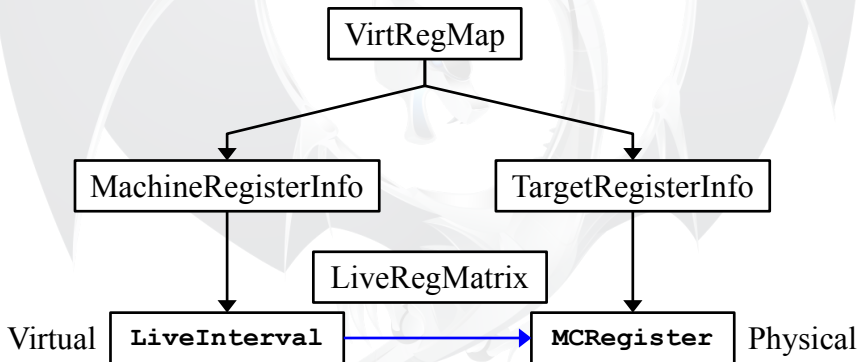 VirtRegMap
MachineRegisterInfo TargetRegisterInfo
LiveRegMatrix
Virtual LiveInterval MCRegister Physical